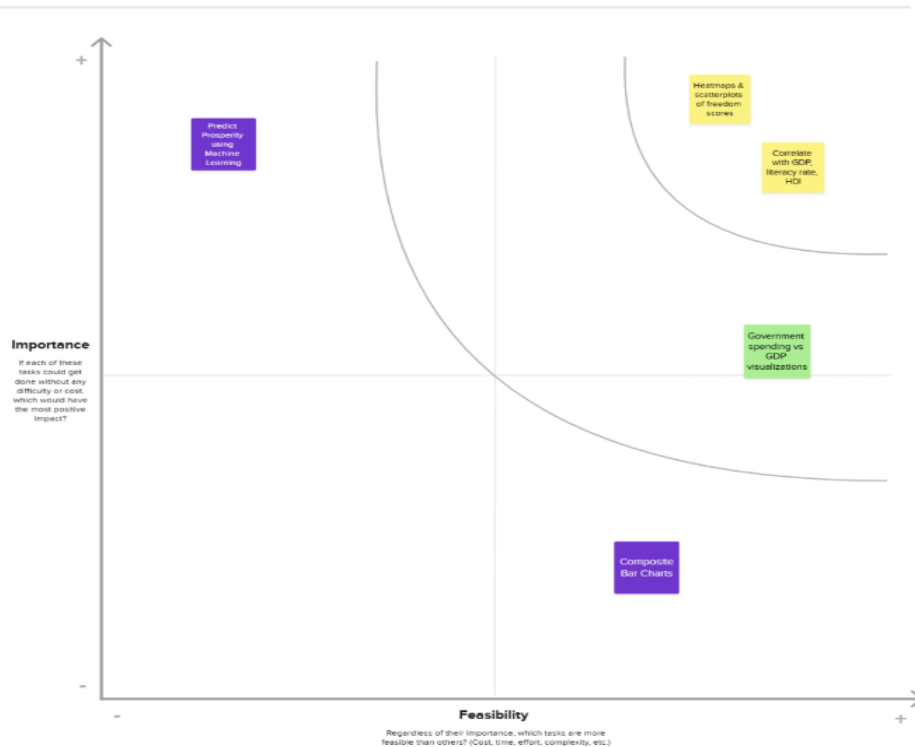 +
Heatmaps &
scatterplots
of freedom
scores
Predict
Prosperity
using
Machine
Learning
Correlate
with GDP,
literacy rate,
HDI
Importance
If each of these
tasks could get
done without any
difficulty or cost,
which would have
the most positive
impact?
Government
spending vs
GDP
visualizations
Composite
Bar Charts
-
-
Feasibility
+
Regardless of their importance, which tasks are more
feasible than others? (Cost, time, effort, complexity, etc.)